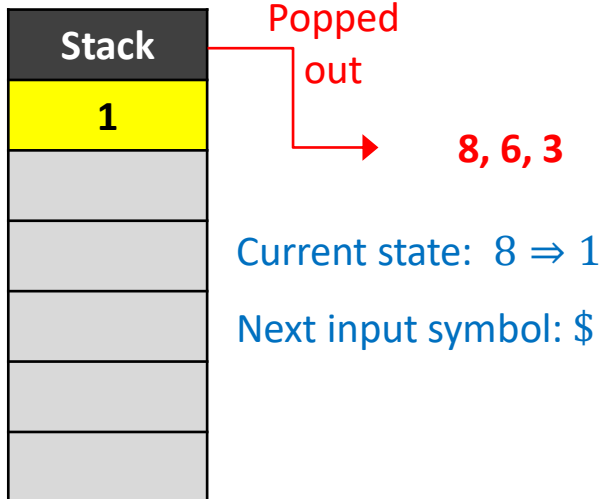 Stack
Popped
out
1
8, 6, 3
Current state: 8 ⇒ 1
Next input symbol: $